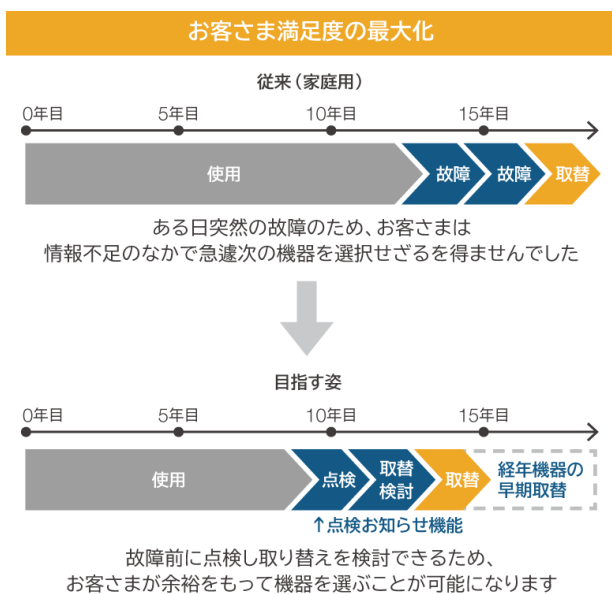 お客さま満足度の最大化
従来（家庭用）
0年目 5年目 10年目 15年目
使用 故障 故障 取替
ある日突然の故障のため、お客さまは
情報不足のなかで急遽次の機器を選択せざるを得ませんでした
目指す姿
0年目 5年目 10年目 15年目
使用 点検 取替検討 取替 経年機器の
早期取替
↑点検お知らせ機能
故障前に点検し取り替えを検討できるため、
お客さまが余裕をもって機器を選ぶことが可能になります